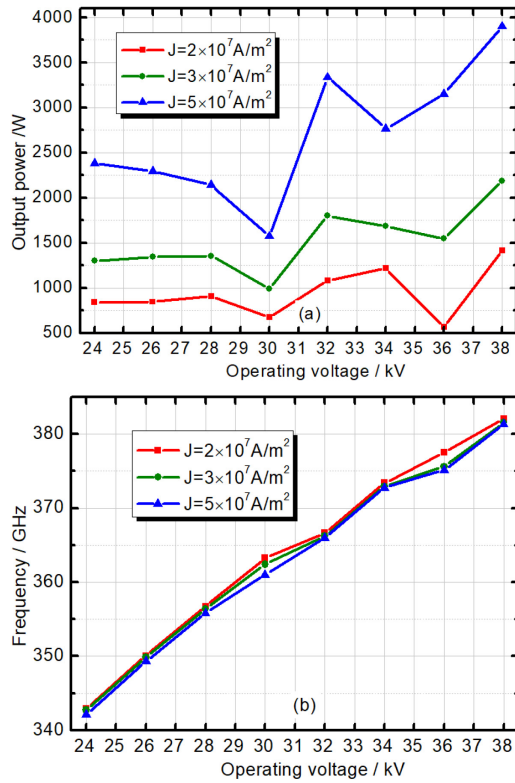 4000
3500
3000
2500
2000
1500
1000
500
Output power /W
J=2×10⁷A/m²
J=3×10⁷A/m²
J=5×10⁷A/m²
(a)
24 25 26 27 28 29 30 31 32 33 34 35 36 37 38
Operating voltage / kV
380
370
360
350
340
Frequency / GHz
J=2×10⁷A/m²
J=3×10⁷A/m²
J=5×10⁷A/m²
(b)
24 25 26 27 28 29 30 31 32 33 34 35 36 37 38
Operating voltage / kV